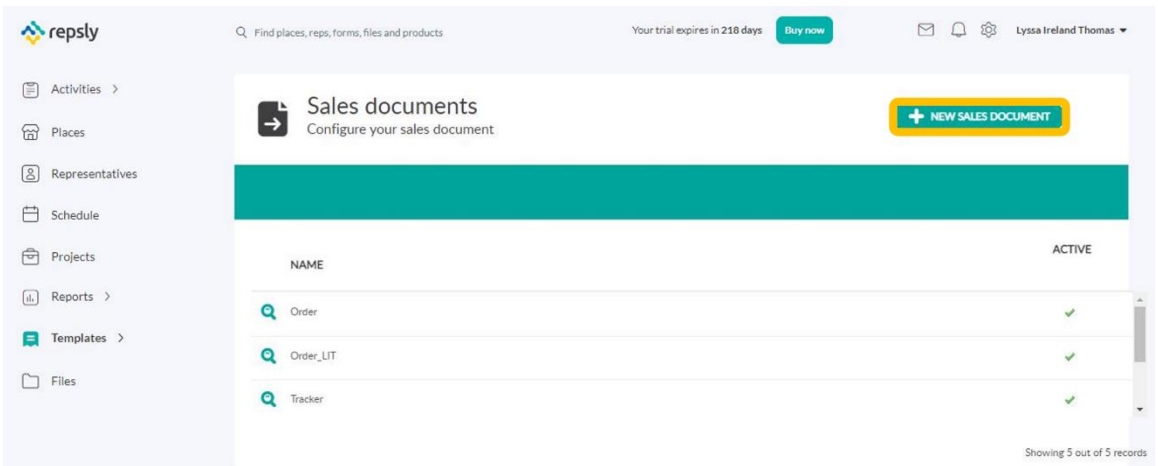 repsly
Find places, reps, forms, files and products
Your trial expires in 218 days
Buy now
Lyssa Ireland Thomas
Activities >
Places
Representatives
Schedule
Projects
Reports >
Templates >
Files
Sales documents
Configure your sales document
NEW SALES DOCUMENT
NAME
ACTIVE
Order
Order_LIT
Tracker
Showing 5 out of 5 records